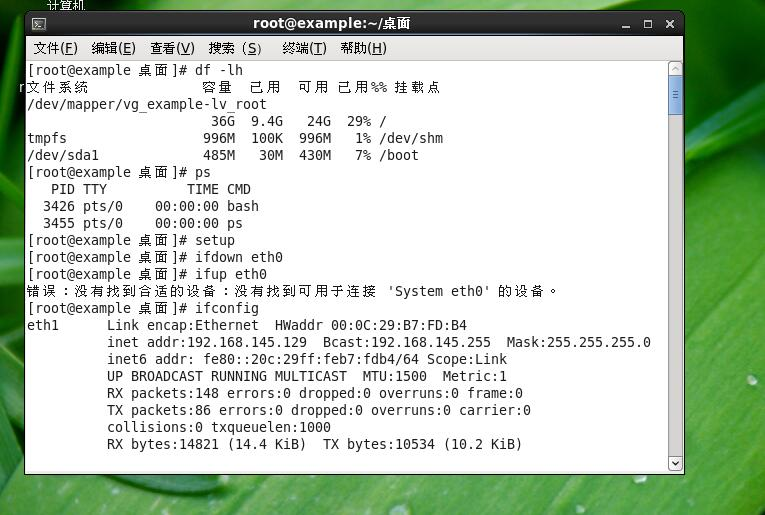 计算机
root@example:~/桌面
文件(F) 编辑(E) 查看(V) 搜索 (S) 终端(T) 帮助(H)
[root@example 桌面]# df -lh
文件系统 容量 已用 可用 已用%% 挂载点
/dev/mapper/vg_example-lv_root
36G 9.4G 24G 29% /
tmpfs 996M 100K 996M 1% /dev/shm
/dev/sda1 485M 30M 430M 7% /boot
[root@example 桌面]# ps
PID TTY TIME CMD
3426 pts/0 00:00:00 bash
3455 pts/0 00:00:00 ps
[root@example 桌面]# setup
[root@example 桌面]# ifdown eth0
[root@example 桌面]# ifup eth0
错误：没有找到合适的设备：没有找到可用于连接 'System eth0' 的设备。
[root@example 桌面]# ifconfig
eth1 Link encap:Ethernet HWaddr 00:0C:29:B7:FD:B4
inet addr:192.168.145.129 Bcast:192.168.145.255 Mask:255.255.255.0
inet6 addr: fe80::20c:29ff:feb7:fdb4/64 Scope:Link
UP BROADCAST RUNNING MULTICAST MTU:1500 Metric:1
RX packets:148 errors:0 dropped:0 overruns:0 frame:0
TX packets:86 errors:0 dropped:0 overruns:0 carrier:0
collisions:0 txqueuelen:1000
RX bytes:14821 (14.4 KiB) TX bytes:10534 (10.2 KiB)